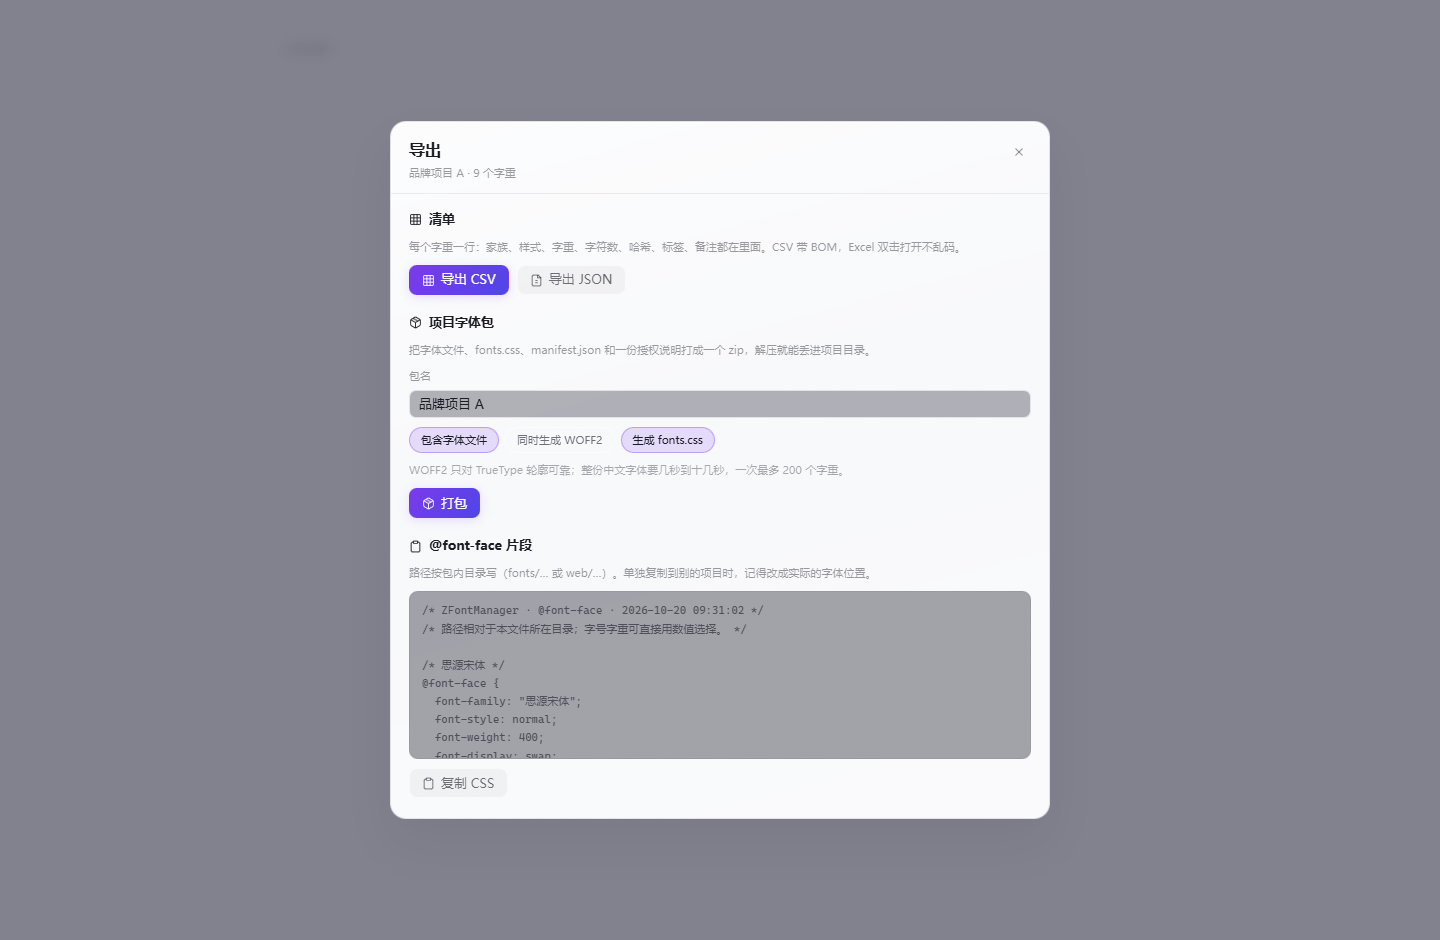 导出
品牌项目 A · 9 个字重
清单
每个字重一行：家族、样式、字重、字符数、哈希、标签、备注都在里面。CSV 带 BOM，Excel 双击打开不乱码。
导出 CSV
导出 JSON
项目字体包
把字体文件、fonts.css、manifest.json 和一份授权说明打成一个 zip，解压就能丢进项目目录。
包名
品牌项目 A
包含字体文件
同时生成 WOFF2
生成 fonts.css
WOFF2 只对 TrueType 轮廓可靠；整份中文字体要几秒到十几秒，一次最多 200 个字重。
打包
@font-face 片段
路径按包内目录写（fonts/… 或 web/…）。单独复制到别的项目时，记得改成实际的字体位置。
/* ZFontManager · @font-face · 2026-10-20 09:31:02 */
/* 路径相对于本文件所在目录；字号字重可直接用数值选择。 */
/* 思源宋体 */
@font-face {
font-family: "思源宋体";
font-style: normal;
font-weight: 400;
font-display: swap;
复制 CSS